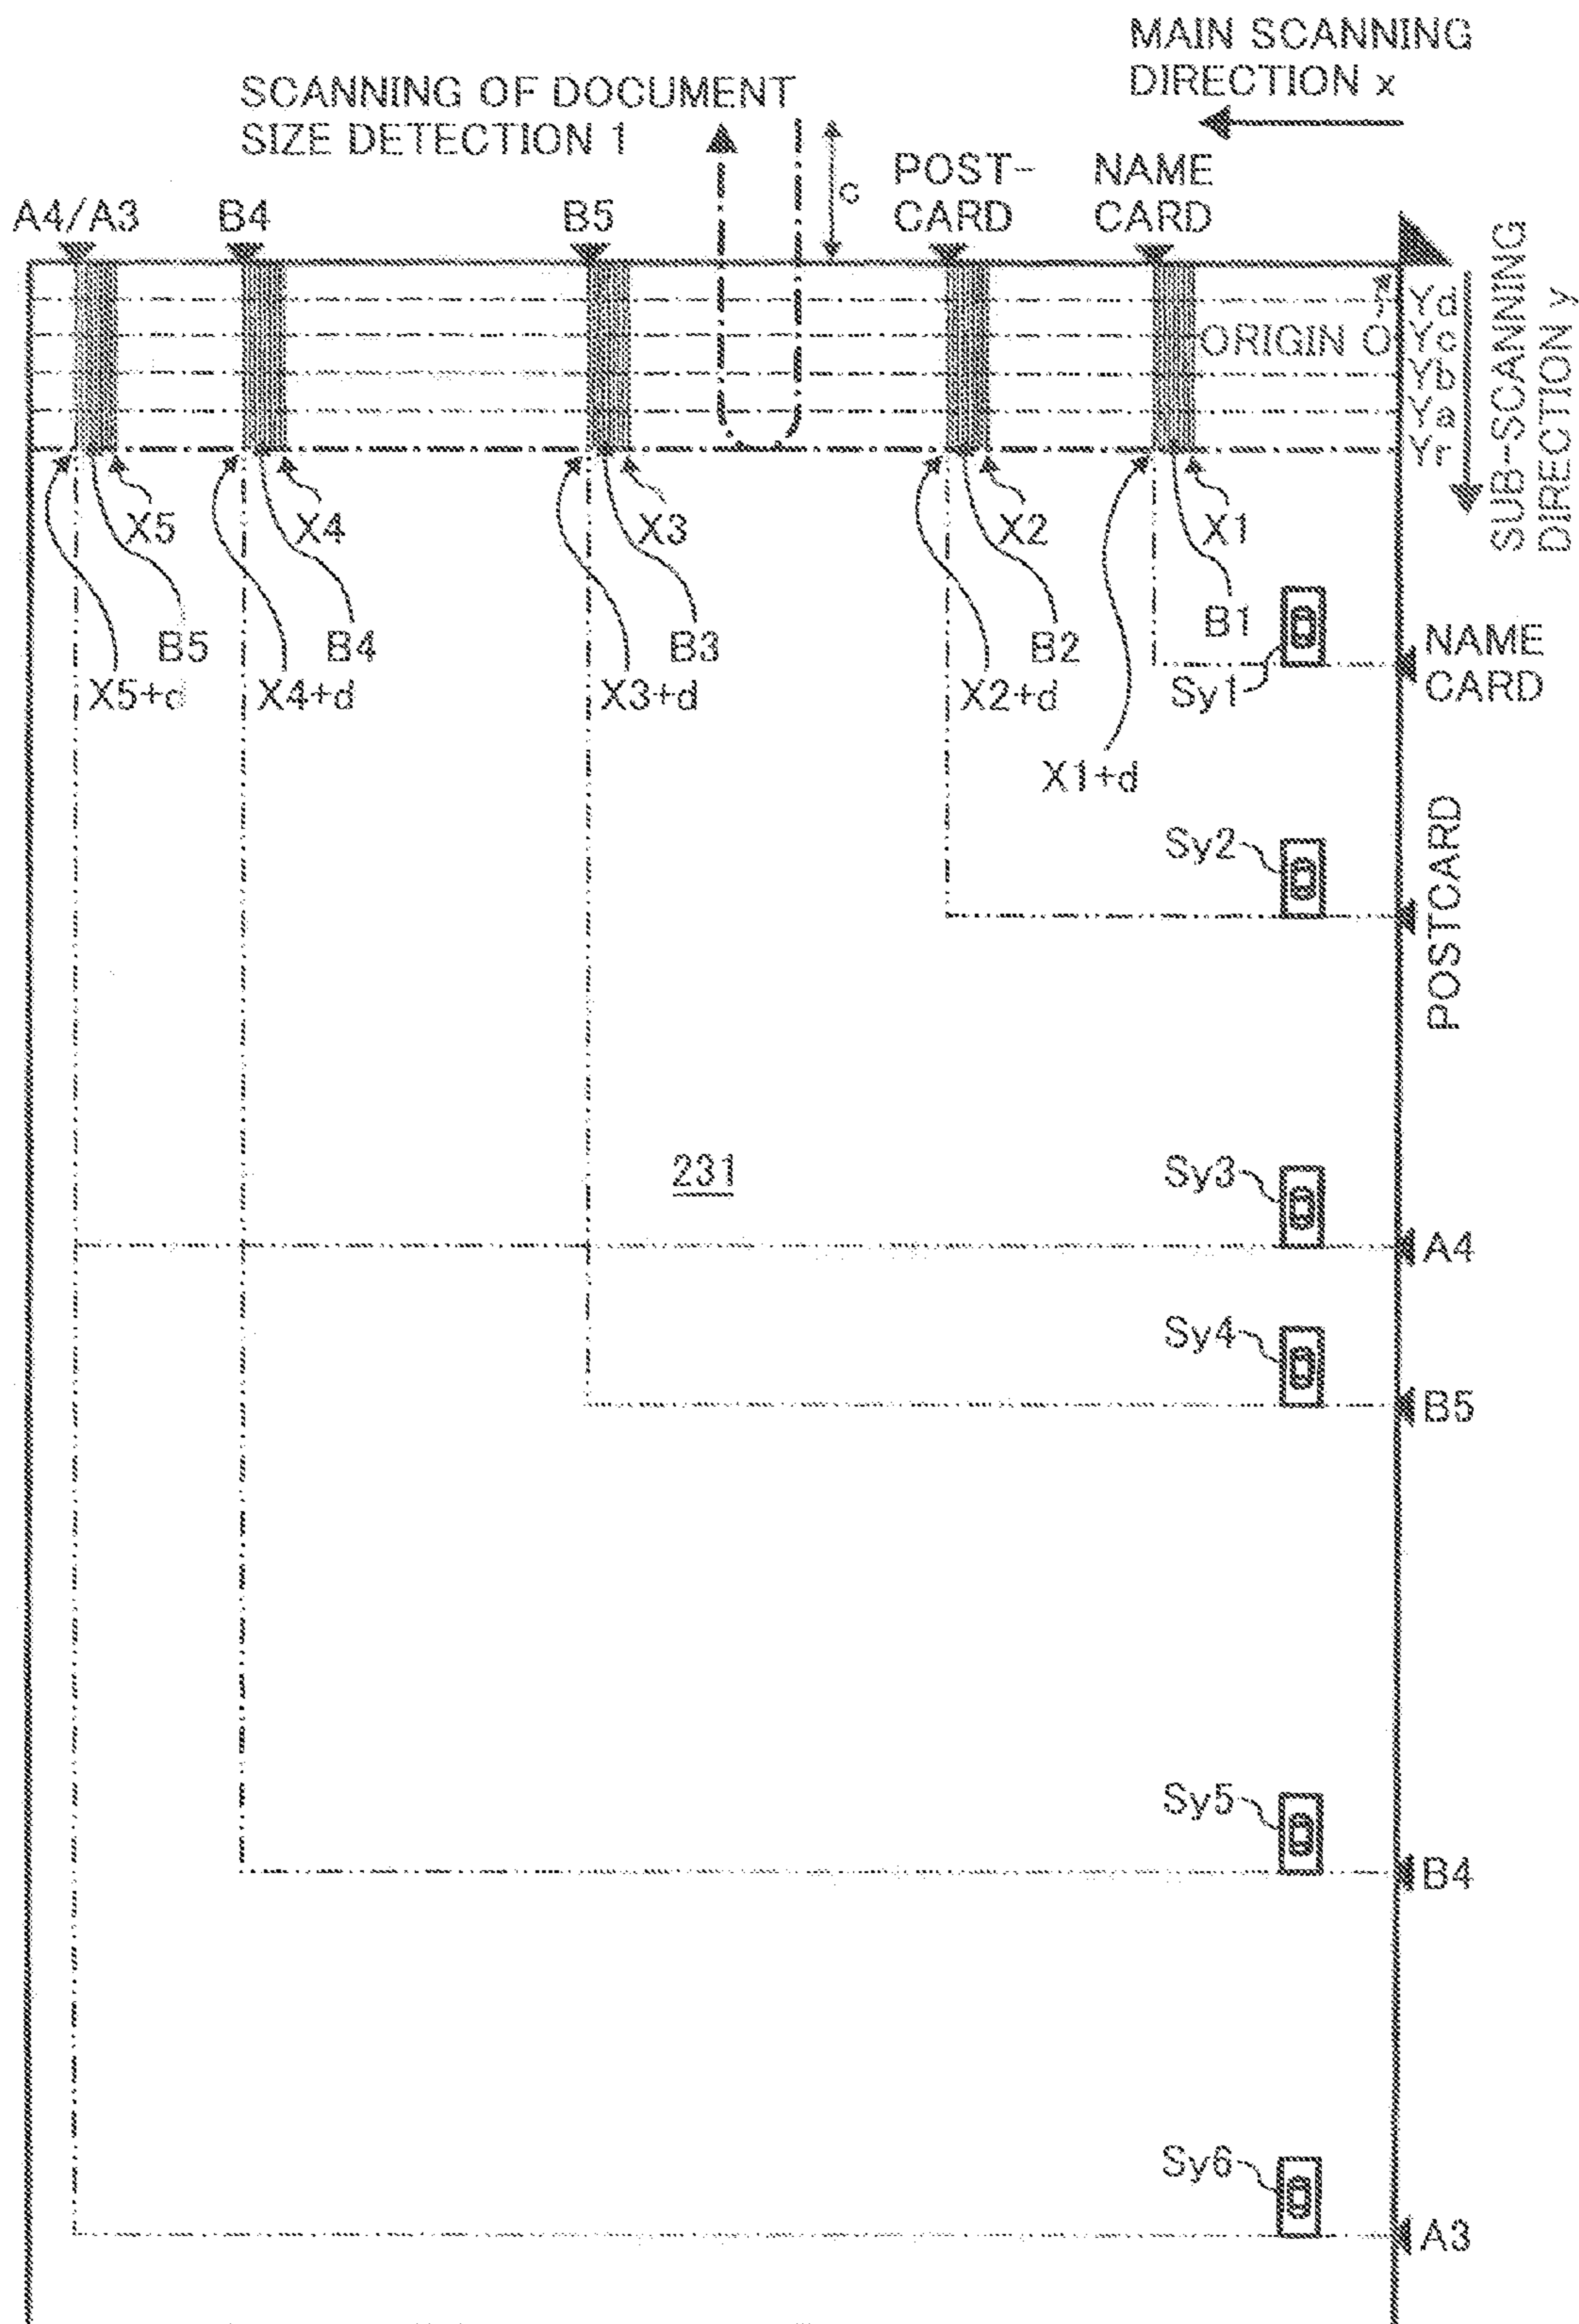 MAIN SCANNING
DIRECTION x
SCANNING OF DOCUMENT
SIZE DETECTION 1
c
POST-
CARD
NAME
CARD
A4/A3
B4
B5
SUB-SCANNING
DIRECTION y
Yd
ORIGIN O
Yc
Yb
Ya
Yr
X5
X4
X3
X2
X1
B5
B4
B3
B2
B1
X5+d
X4+d
X3+d
X2+d
X1+d
Sy1
NAME
CARD
Sy2
POSTCARD
231
Sy3
A4
Sy4
B5
Sy5
B4
Sy6
A3